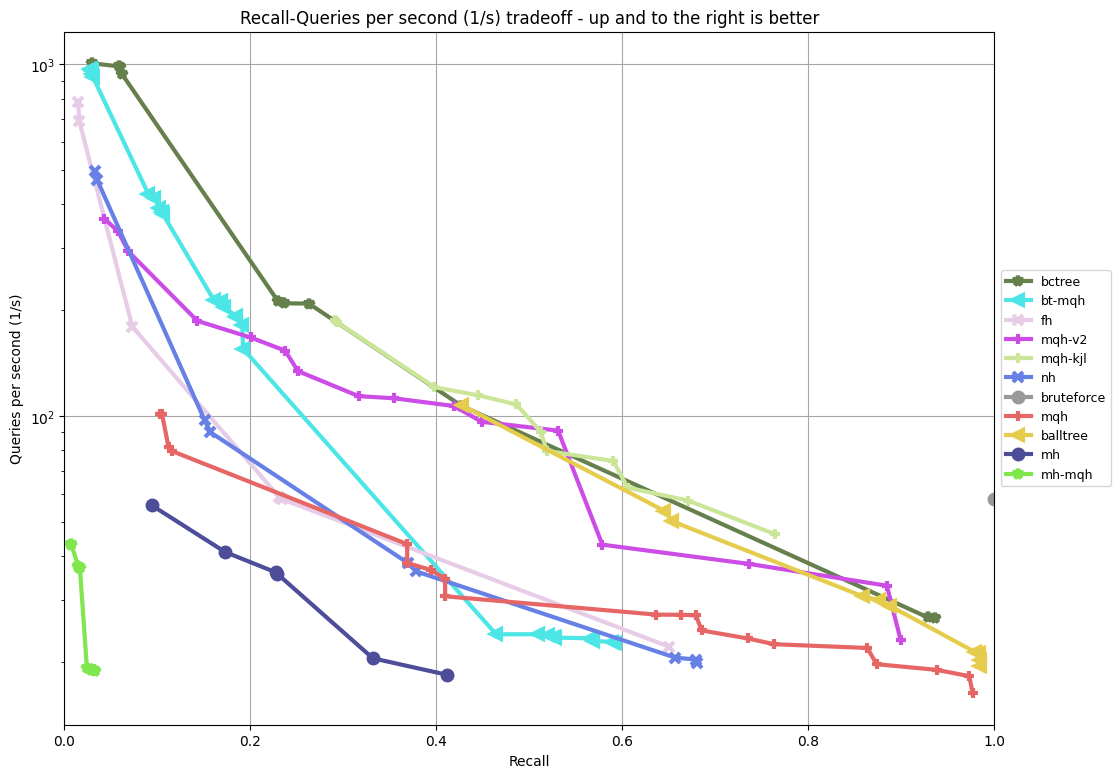 Recall-Queries per second (1/s) tradeoff - up and to the right is better
Queries per second (1/s)
10³
10²
0.0 0.2 0.4 0.6 0.8 1.0
Recall
bctree
bt-mqh
fh
mqh-v2
mqh-kjl
nh
bruteforce
mqh
balltree
mh
mh-mqh